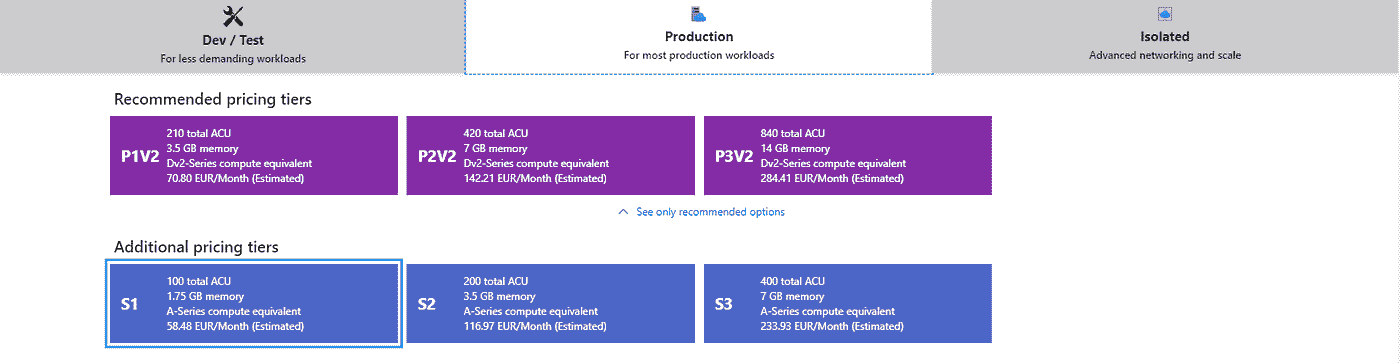 Dev / Test
For less demanding workloads
Production
For most production workloads
Isolated
Advanced networking and scale
Recommended pricing tiers
P1V2
210 total ACU
3.5 GB memory
Dv2-Series compute equivalent
70.80 EUR/Month (Estimated)
P2V2
420 total ACU
7 GB memory
Dv2-Series compute equivalent
142.21 EUR/Month (Estimated)
P3V2
840 total ACU
14 GB memory
Dv2-Series compute equivalent
284.41 EUR/Month (Estimated)
See only recommended options
Additional pricing tiers
S1
100 total ACU
1.75 GB memory
A-Series compute equivalent
58.48 EUR/Month (Estimated)
S2
200 total ACU
3.5 GB memory
A-Series compute equivalent
116.97 EUR/Month (Estimated)
S3
400 total ACU
7 GB memory
A-Series compute equivalent
233.93 EUR/Month (Estimated)